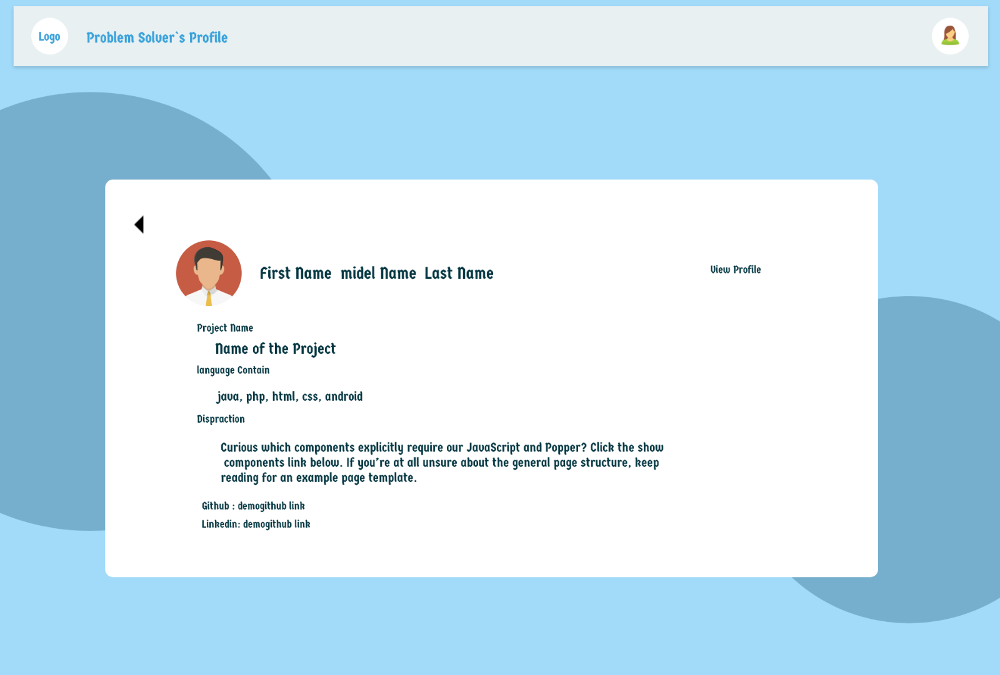 Logo
Problem Solver`s Profile
First Name midel Name Last Name
View Profile
Project Name
Name of the Project
language Contain
java, php, html, css, android
Dispraction
Curious which components explicitly require our JavaScript and Popper? Click the show
components link below. If you’re at all unsure about the general page structure, keep
reading for an example page template.
Github : demogithub link
Linkedin: demogithub link